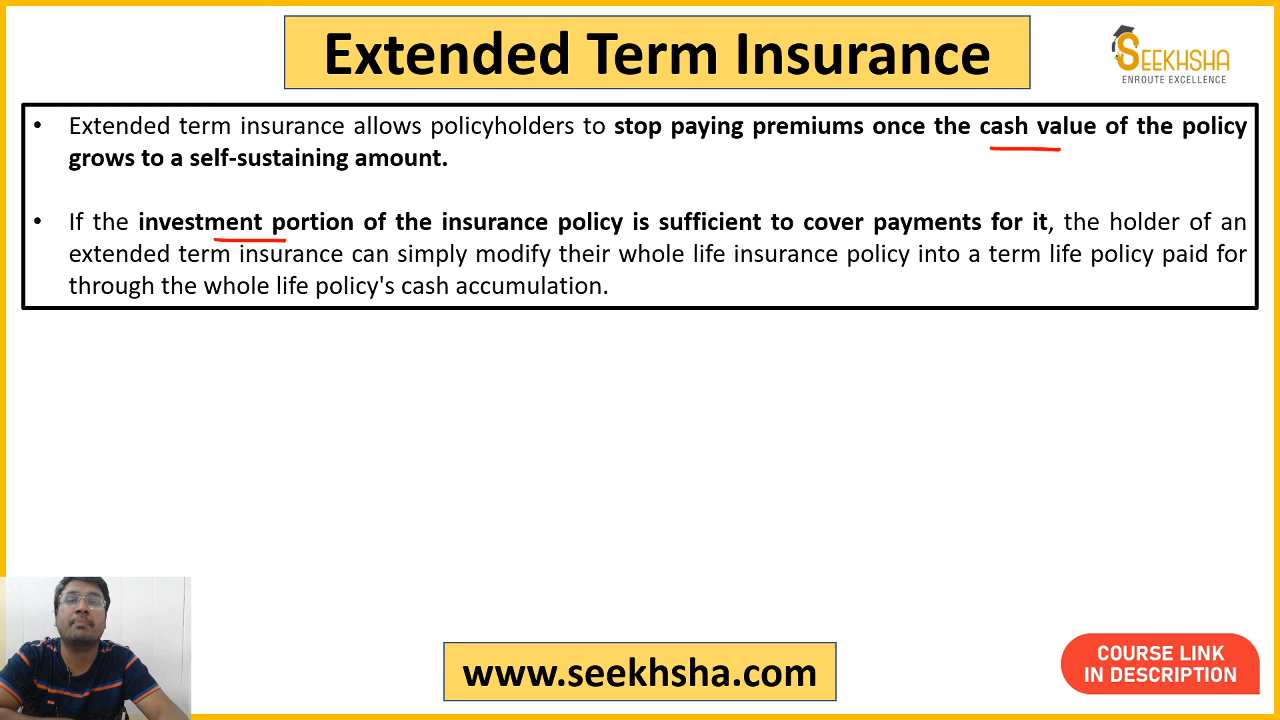 Extended Term Insurance
SEEKHSHA
ENROUTE EXCELLENCE
• Extended term insurance allows policyholders to stop paying premiums once the cash value of the policy
grows to a self-sustaining amount.
• If the investment portion of the insurance policy is sufficient to cover payments for it, the holder of an
extended term insurance can simply modify their whole life insurance policy into a term life policy paid for
through the whole life policy's cash accumulation.
www.seekhsha.com
COURSE LINK
IN DESCRIPTION